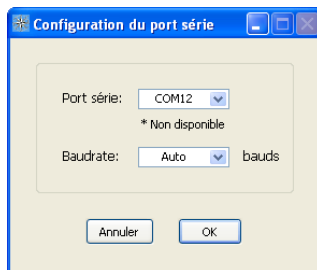 Configuration du port série
Port série: COM12
* Non disponible
Baudrate: Auto bauds
Annuler OK